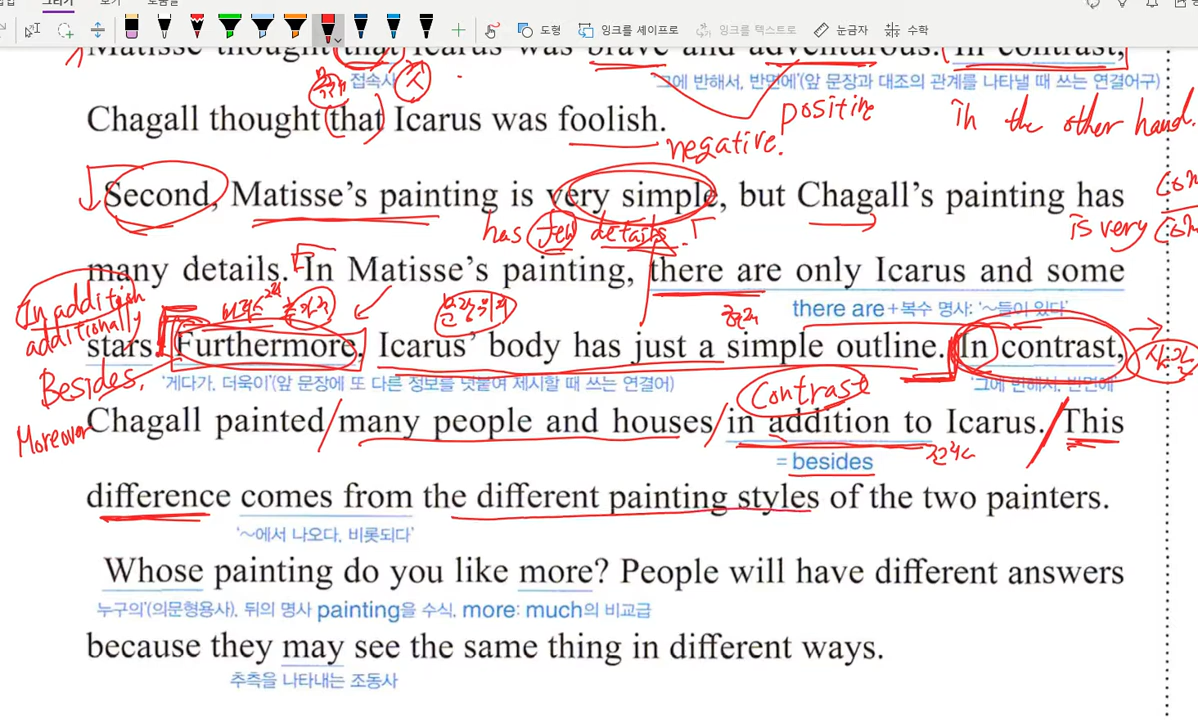 그리기 보기 도움말
도형 잉크를 셰이프로 잉크를 텍스트로 눈금자 수학
Matisse thought that Icarus was brave and adventurous. In contrast,
접속사
그에 반해서, 반면에'(앞 문장과 대조의 관계를 나타낼 때 쓰는 연결어구)
positive
Chagall thought that Icarus was foolish.
In the other hand.
negative.
Second, Matisse's painting is very simple, but Chagall's painting has
has few details.
is very
many details. In Matisse's painting, there are only Icarus and some
In addition
additionally
there are+복수 명사: '~들이 있다'
stars. Furthermore, Icarus' body has just a simple outline. In contrast,
Besides,
'게다가, 더욱이'(앞 문장에 또 다른 정보를 덧붙여 제시할 때 쓰는 연결어)
'그에 반해서, 반면에
Contrast
Moreover
Chagall painted/many people and houses/in addition to Icarus./This
= besides
전치사
difference comes from the different painting styles of the two painters.
'~에서 나오다, 비롯되다'
Whose painting do you like more? People will have different answers
누구의'(의문형용사). 뒤의 명사 painting을 수식. more: much의 비교급
because they may see the same thing in different ways.
추측을 나타내는 조동사